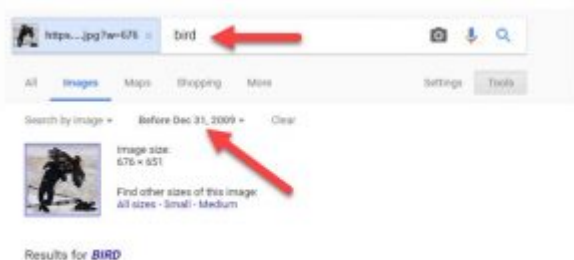 https....jpg?w=676 × bird
All Images Maps Shopping More Settings Tools
Search by image Before Dec 31, 2009 Clear
Image size:
676 × 651
Find other sizes of this image:
All sizes - Small - Medium
Results for BIRD